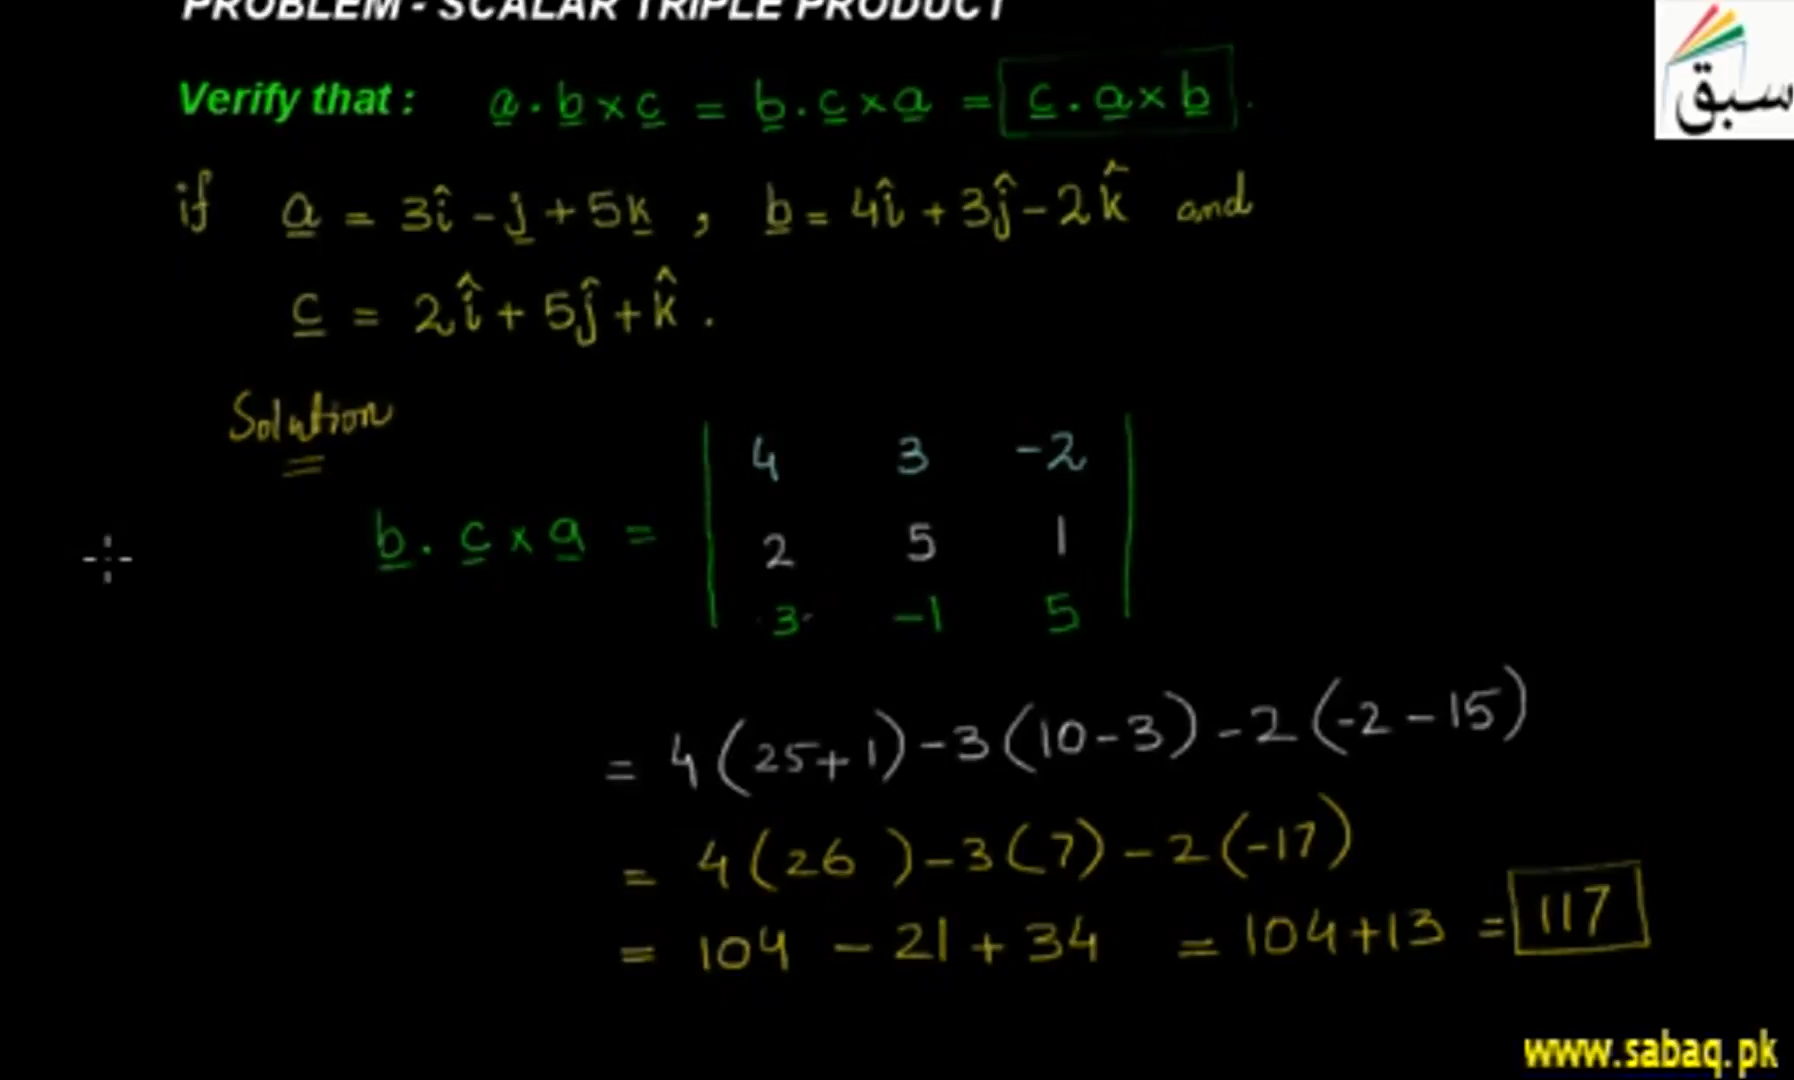 PROBLEM - SCALAR TRIPLE PRODUCT
سبق
Verify that : a . b × c = b . c × a = c . a × b .
if a = 3î - j + 5k , b = 4î + 3ĵ - 2k̂ and
c = 2î + 5ĵ + k̂ .
Solution
4 3 -2
b . c × a = 2 5 1
3 -1 5
= 4(25+1) -3(10-3) -2(-2-15)
= 4(26) -3(7) -2(-17)
= 104 - 21 + 34 = 104+13 = 117
www.sabaq.pk